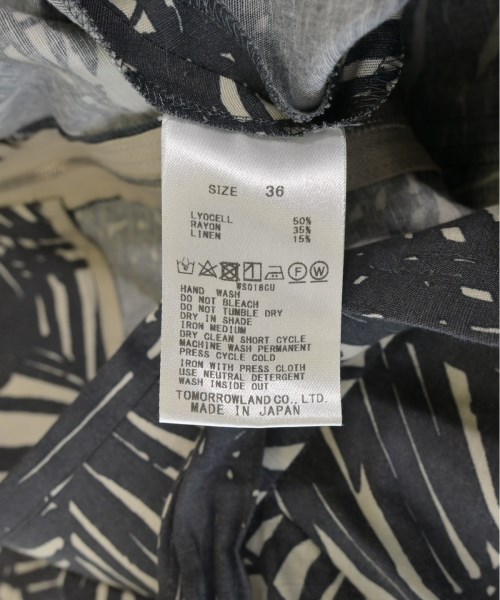 SIZE 36
LYOCELL 50%
RAYON 35%
LINEN 15%
F W
WS018CU
HAND WASH
DO NOT BLEACH
DO NOT TUMBLE DRY
DRY IN SHADE
IRON MEDIUM
DRY CLEAN SHORT CYCLE
MACHINE WASH PERMANENT
PRESS CYCLE COLD
IRON WITH PRESS CLOTH
USE NEUTRAL DETERGENT
WASH INSIDE OUT
TOMORROWLAND CO., LTD.
MADE IN JAPAN